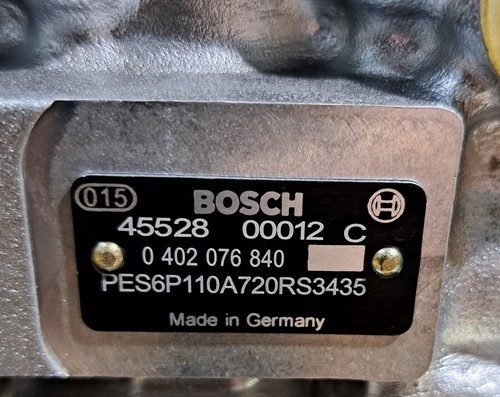 015 BOSCH
45528 00012 C
0 402 076 840
PES6P110A720RS3435
Made in Germany